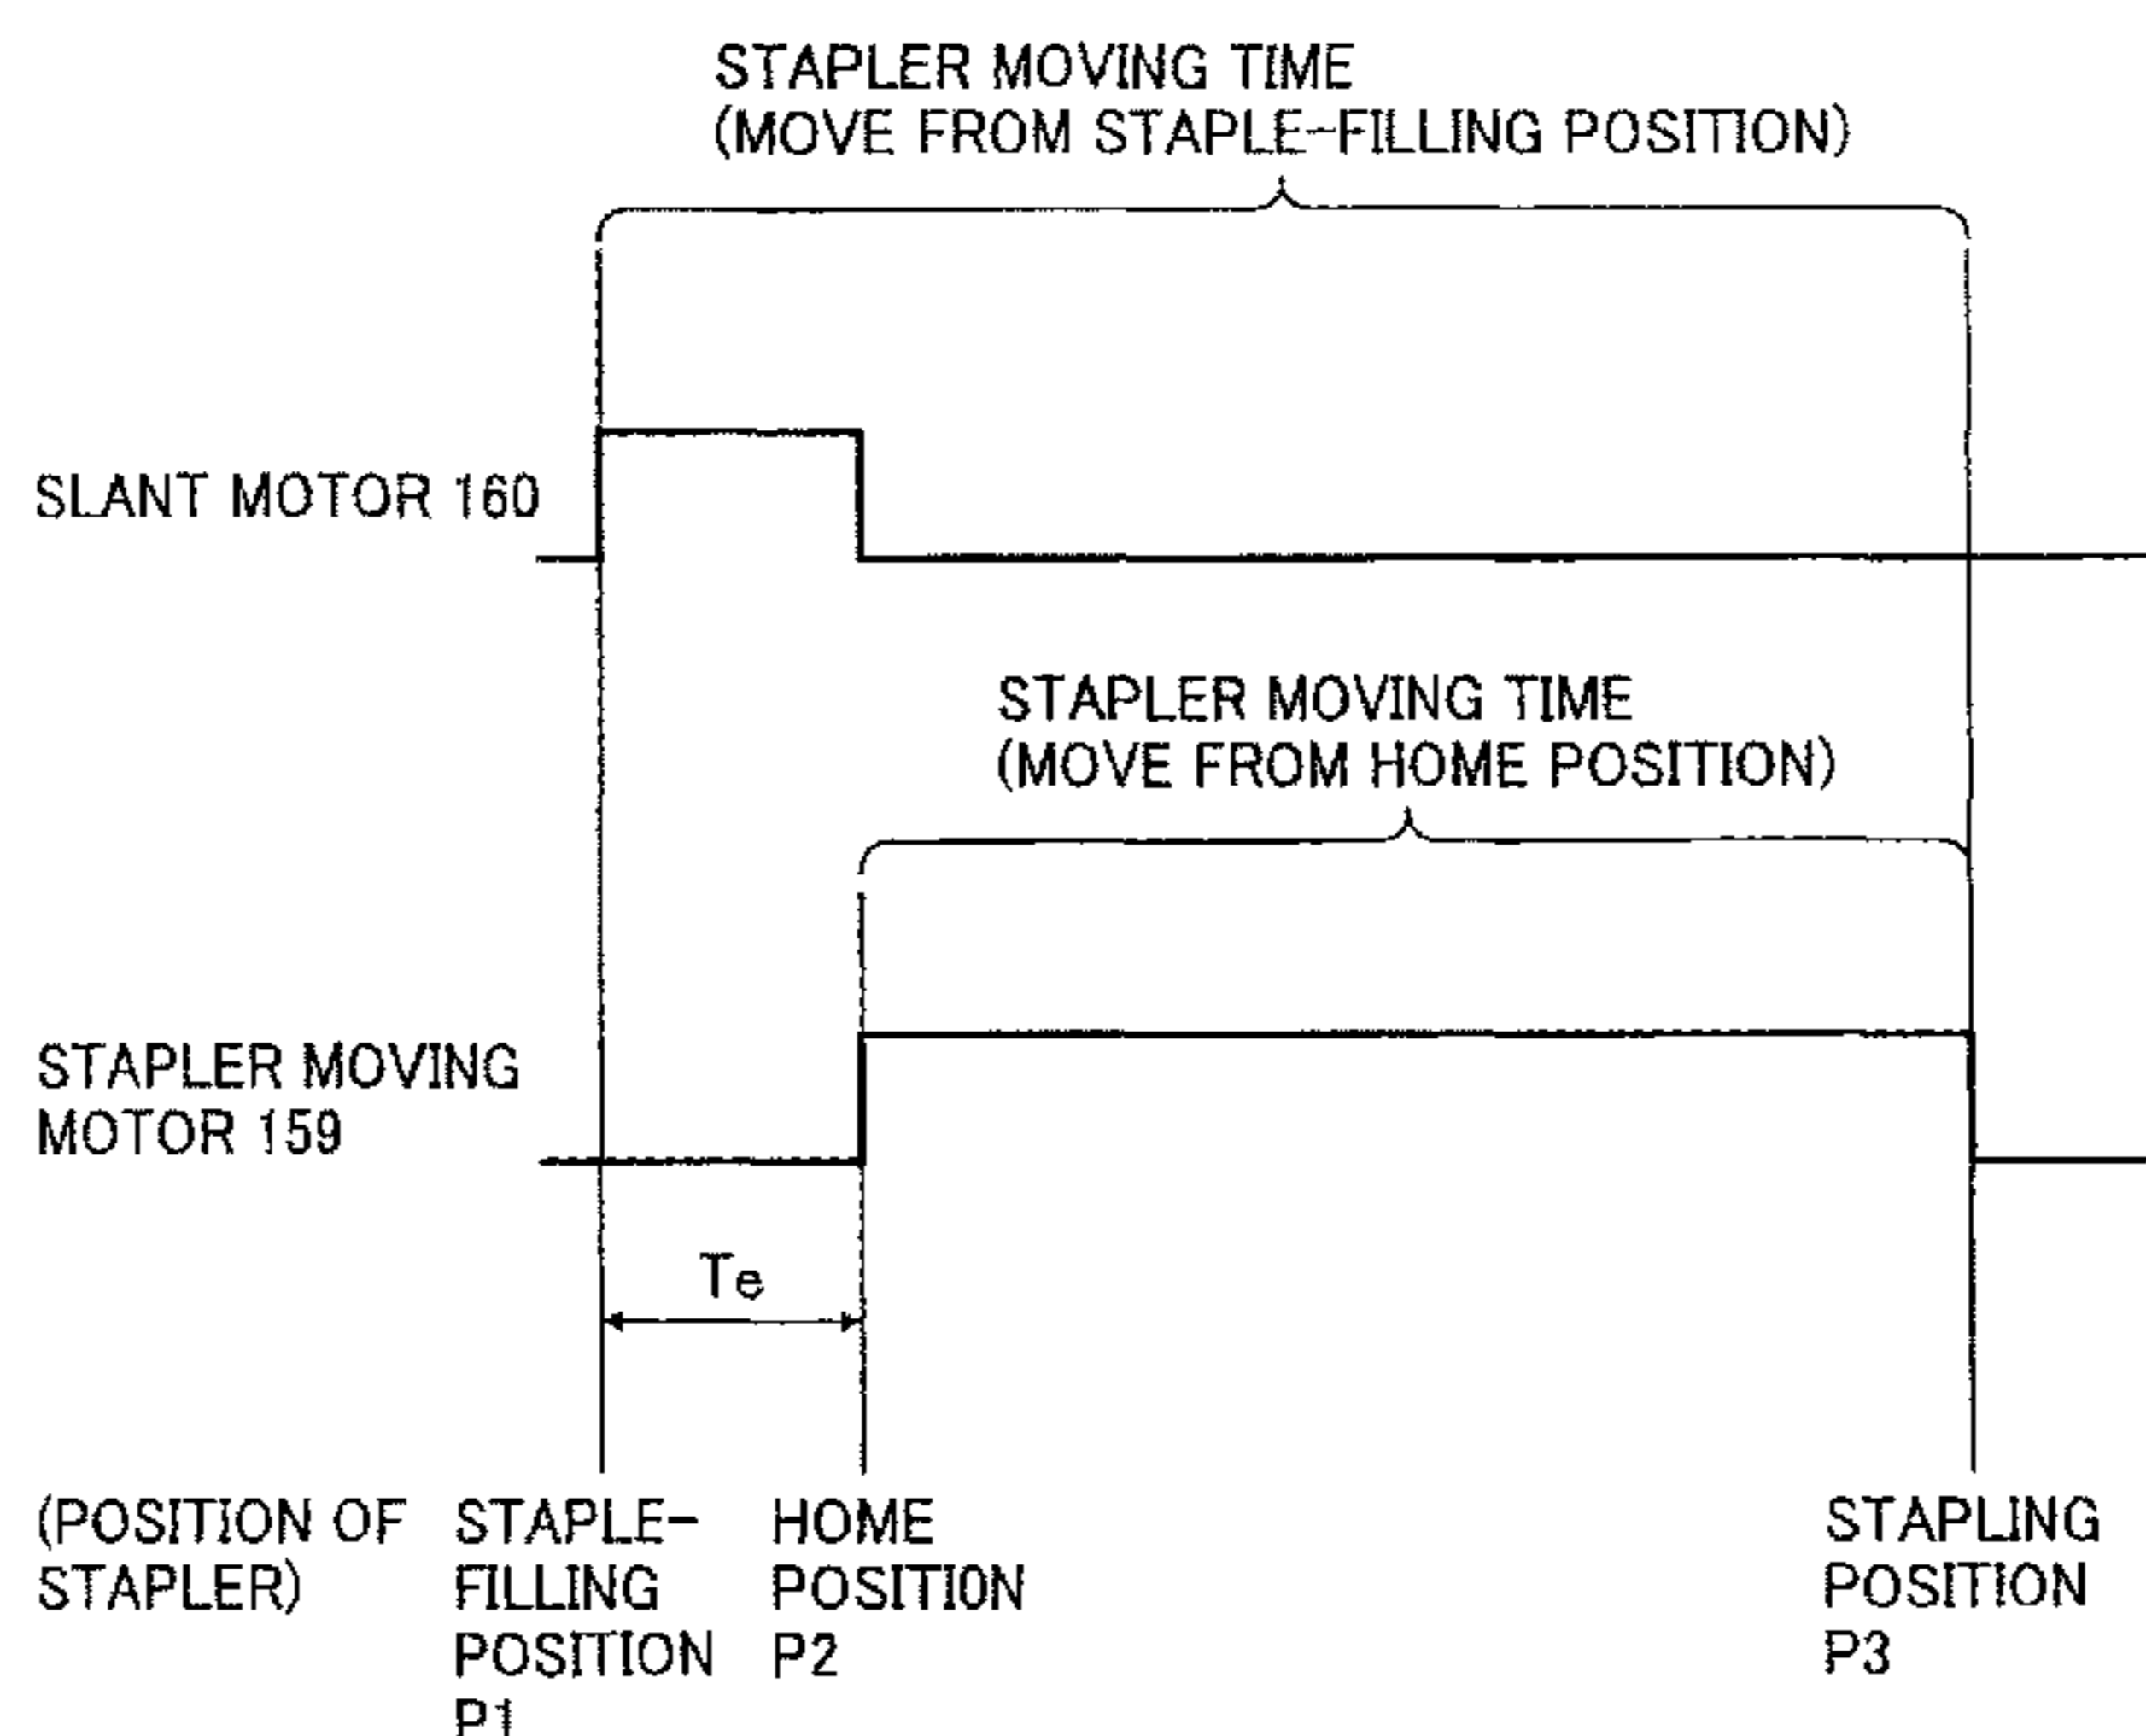 STAPLER MOVING TIME
(MOVE FROM STAPLE-FILLING POSITION)
SLANT MOTOR 160
STAPLER MOVING TIME
(MOVE FROM HOME POSITION)
STAPLER MOVING
MOTOR 159
Te
(POSITION OF
STAPLER)
STAPLE-
FILLING
POSITION
P1
HOME
POSITION
P2
STAPLING
POSITION
P3